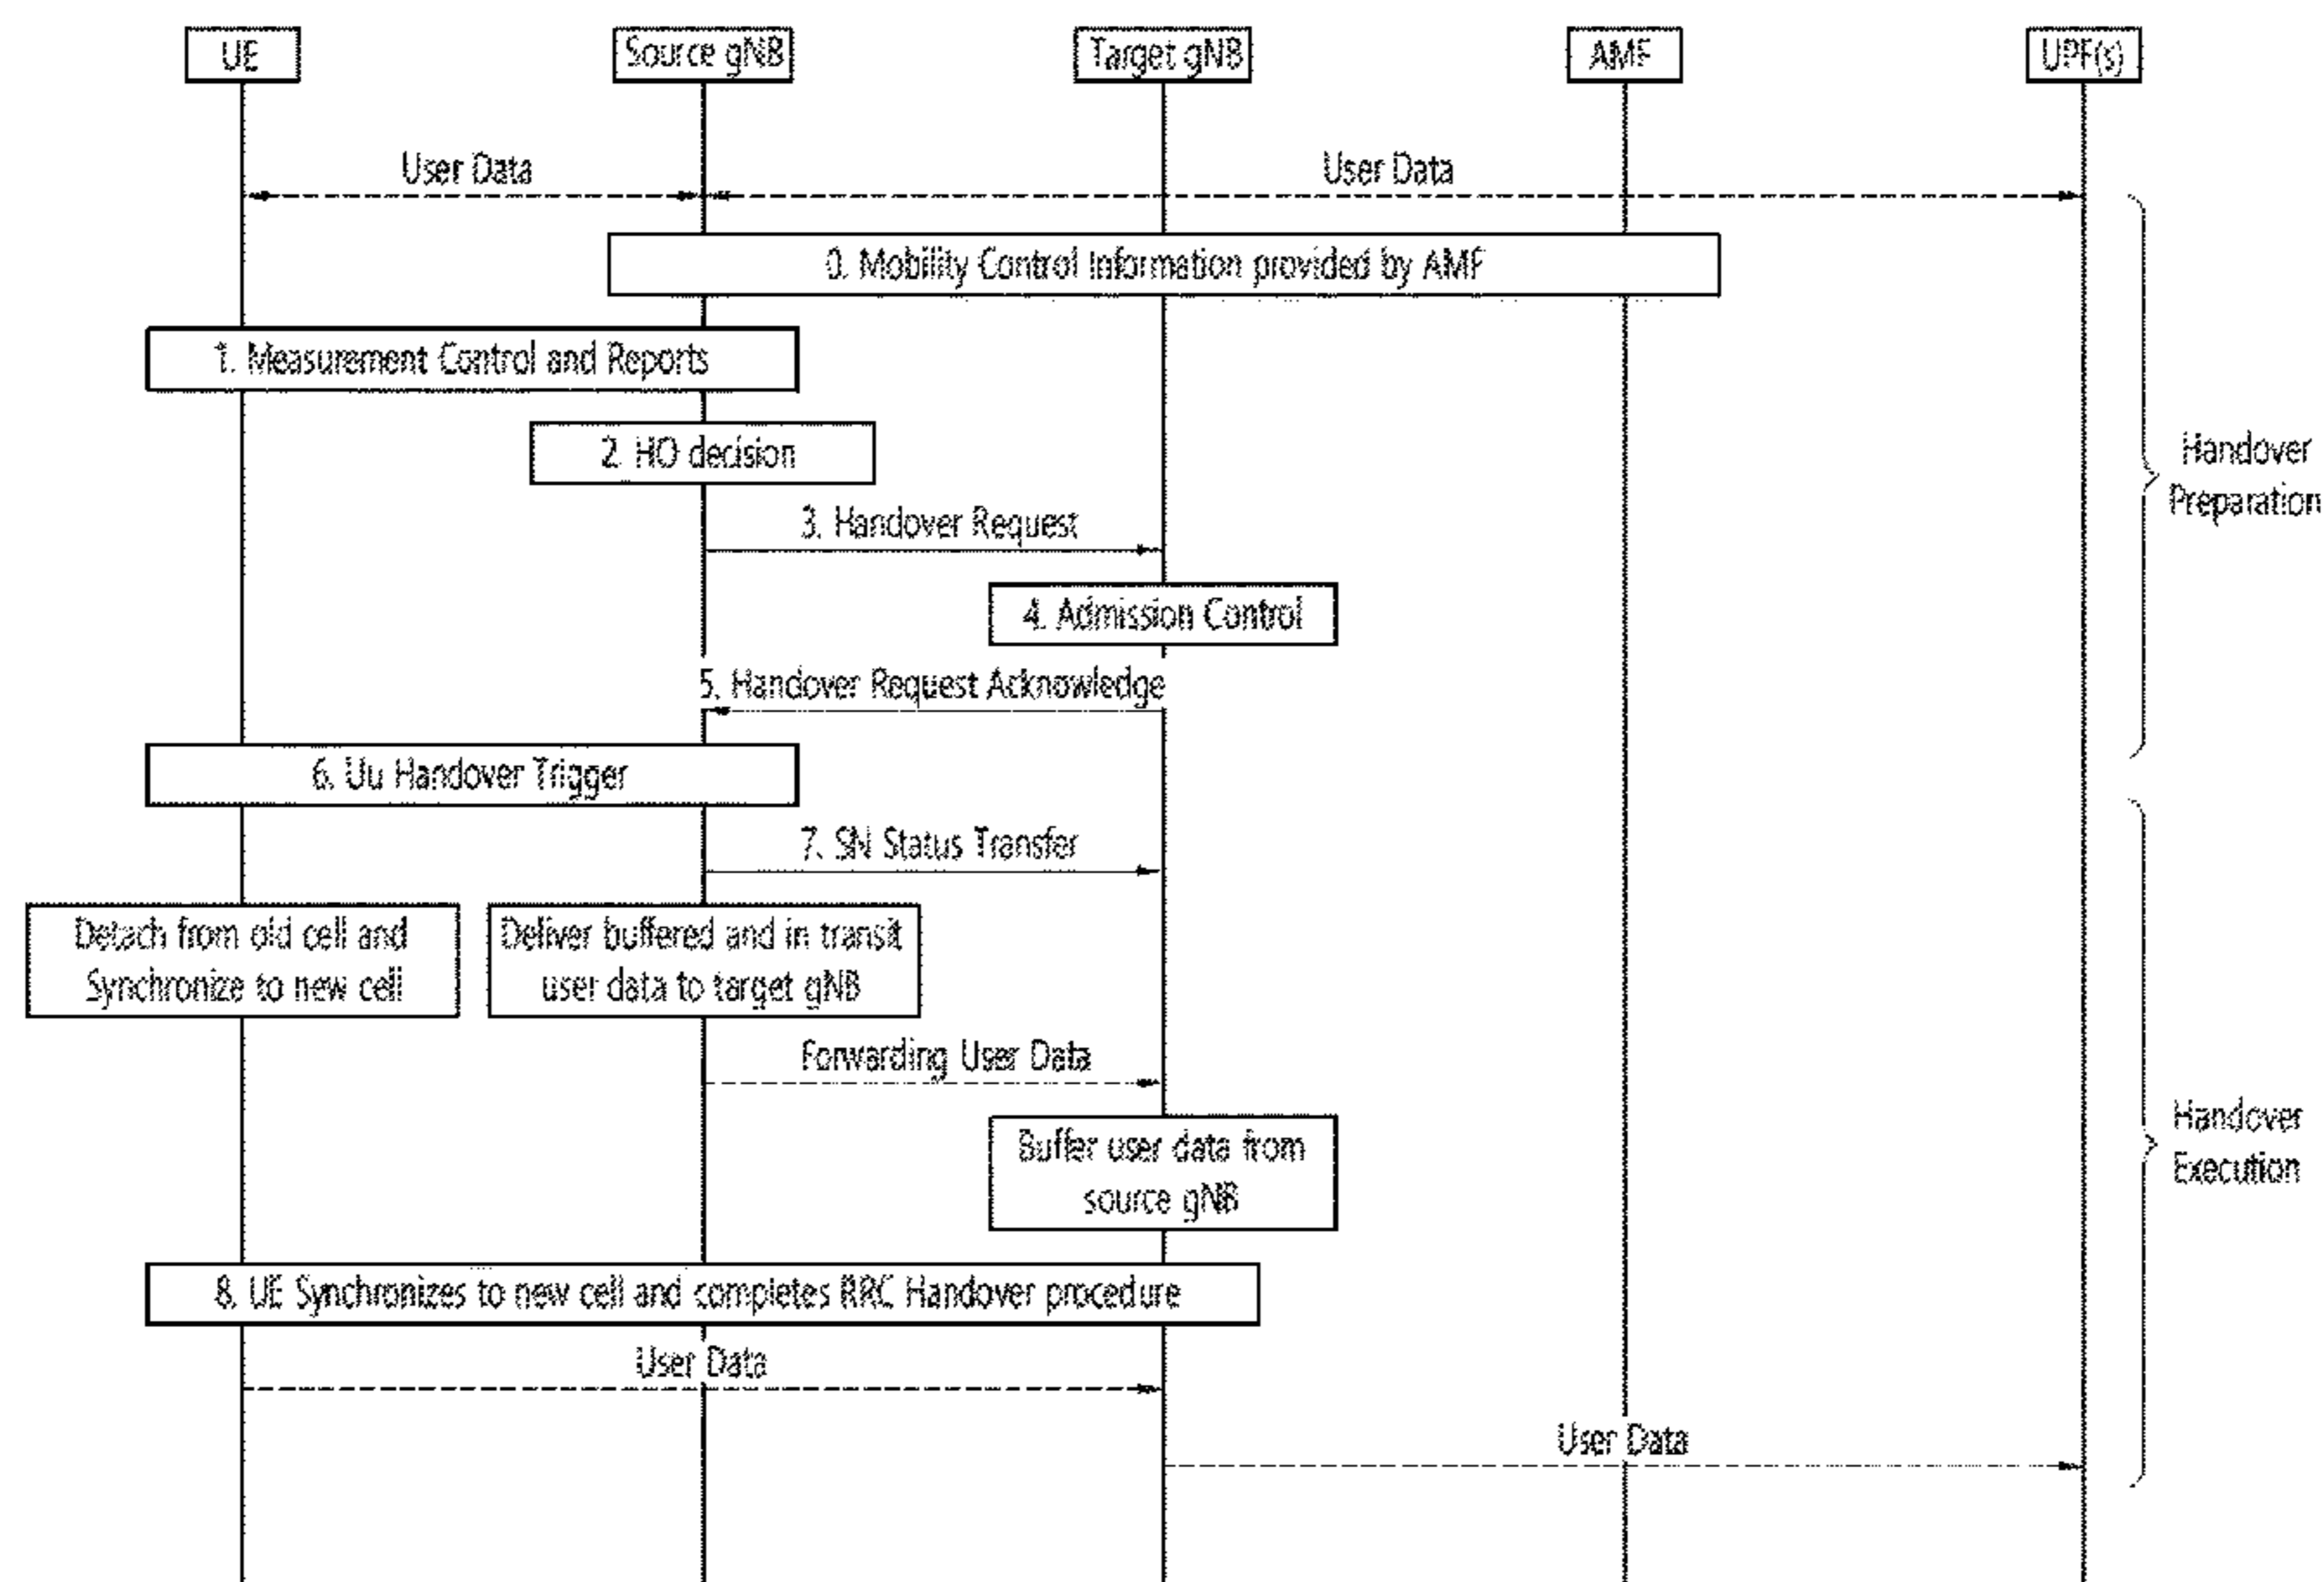 UE
Source gNB
Target gNB
AMF
UPF(s)
User Data
User Data
0. Mobility Control Information provided by AMF
1. Measurement Control and Reports
2. HO decision
Handover
Preparation
3. Handover Request
4. Admission Control
5. Handover Request Acknowledge
6. Uu Handover Trigger
7. SN Status Transfer
Detach from old cell and
Synchronize to new cell
Deliver buffered and in transit
user data to target gNB
Forwarding User Data
Buffer user data from
source gNB
Handover
Execution
8. UE Synchronizes to new cell and completes RRC Handover procedure
User Data
User Data